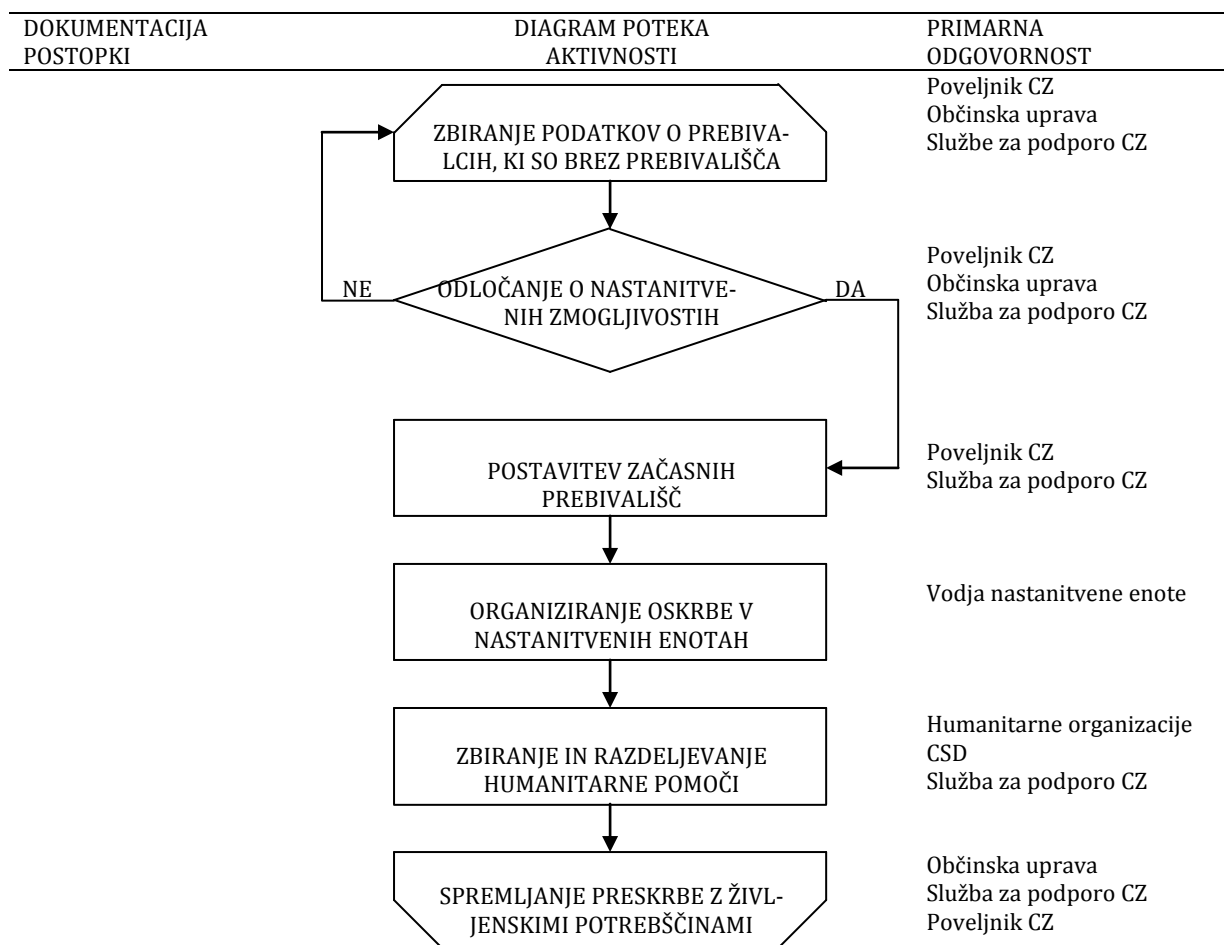 DOKUMENTACIJA
POSTOPKI
DIAGRAM POTEKA
AKTIVNOSTI
PRIMARNA
ODGOVORNOST
ZBIRANJE PODATKOV O PREBIVA-
LCIH, KI SO BREZ PREBIVALIŠČA
Poveljnik CZ
Občinska uprava
Službe za podporo CZ
NE
ODLOČANJE O NASTANITVE-
NIH ZMOGLJIVOSTIH
DA
Poveljnik CZ
Občinska uprava
Služba za podporo CZ
POSTAVITEV ZAČASNIH
PREBIVALIŠČ
Poveljnik CZ
Služba za podporo CZ
ORGANIZIRANJE OSKRBE V
NASTANITVENIH ENOTAH
Vodja nastanitvene enote
ZBIRANJE IN RAZDELJEVANJE
HUMANITARNE POMOČI
Humanitarne organizacije
CSD
Služba za podporo CZ
SPREMLJANJE PRESKRBE Z ŽIVL-
JENSKIMI POTREBŠČINAMI
Občinska uprava
Služba za podporo CZ
Poveljnik CZ